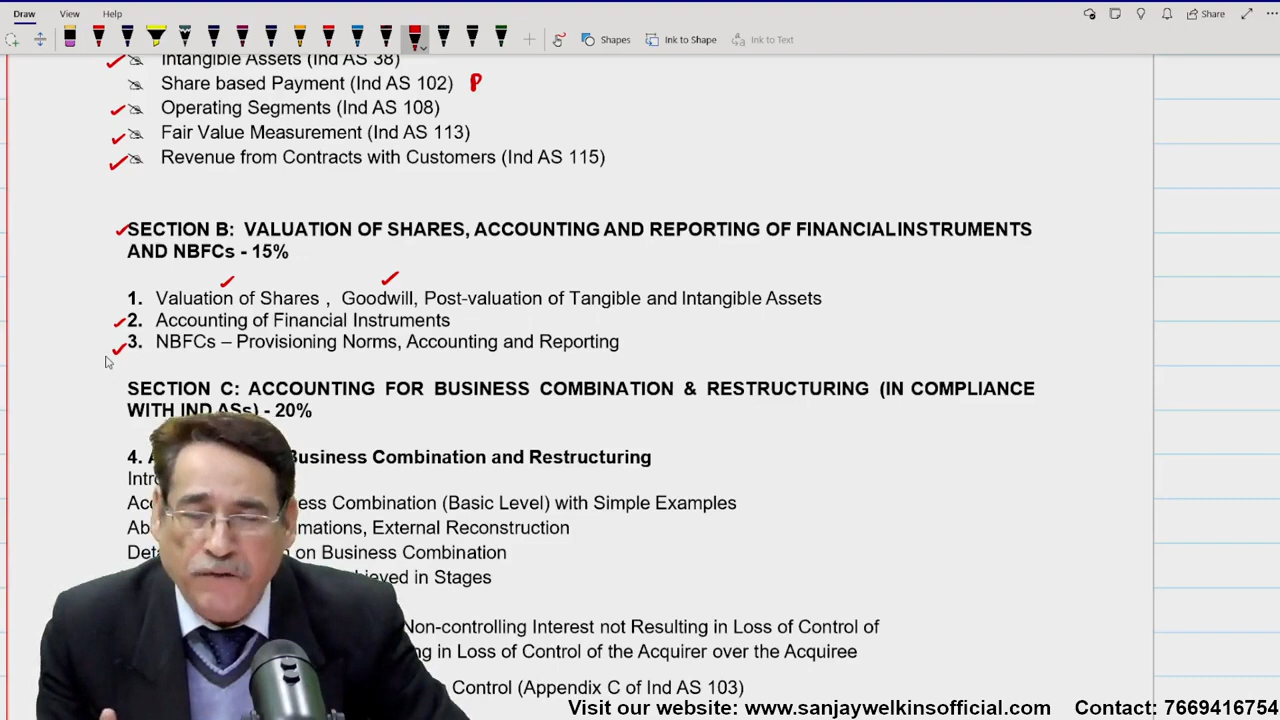 Draw View Help
Share
Shapes Ink to Shape Ink to Text
Intangible Assets (Ind AS 38)
Share based Payment (Ind AS 102) P
Operating Segments (Ind AS 108)
Fair Value Measurement (Ind AS 113)
Revenue from Contracts with Customers (Ind AS 115)
SECTION B: VALUATION OF SHARES, ACCOUNTING AND REPORTING OF FINANCIAL INSTRUMENTS
AND NBFCs - 15%
1. Valuation of Shares , Goodwill, Post-valuation of Tangible and Intangible Assets
2. Accounting of Financial Instruments
3. NBFCs – Provisioning Norms, Accounting and Reporting
SECTION C: ACCOUNTING FOR BUSINESS COMBINATION & RESTRUCTURING (IN COMPLIANCE
WITH IND ASs) - 20%
4. Business Combination and Restructuring
Combination (Basic Level) with Simple Examples
External Reconstruction
on Business Combination
in Stages
Non-controlling Interest not Resulting in Loss of Control of
in Loss of Control of the Acquirer over the Acquiree
Control (Appendix C of Ind AS 103)
Visit our website: www.sanjaywelkinsofficial.com Contact: 7669416754